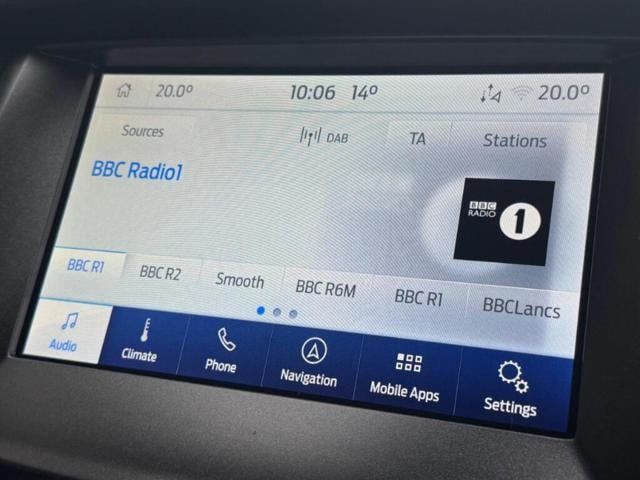 20.0° 10:06 14° 20.0°
Sources DAB TA Stations
BBC Radio1
BBC
RADIO 1
BBC R1 BBC R2 Smooth BBC R6M BBC R1 BBCLancs
Audio Climate Phone Navigation Mobile Apps Settings